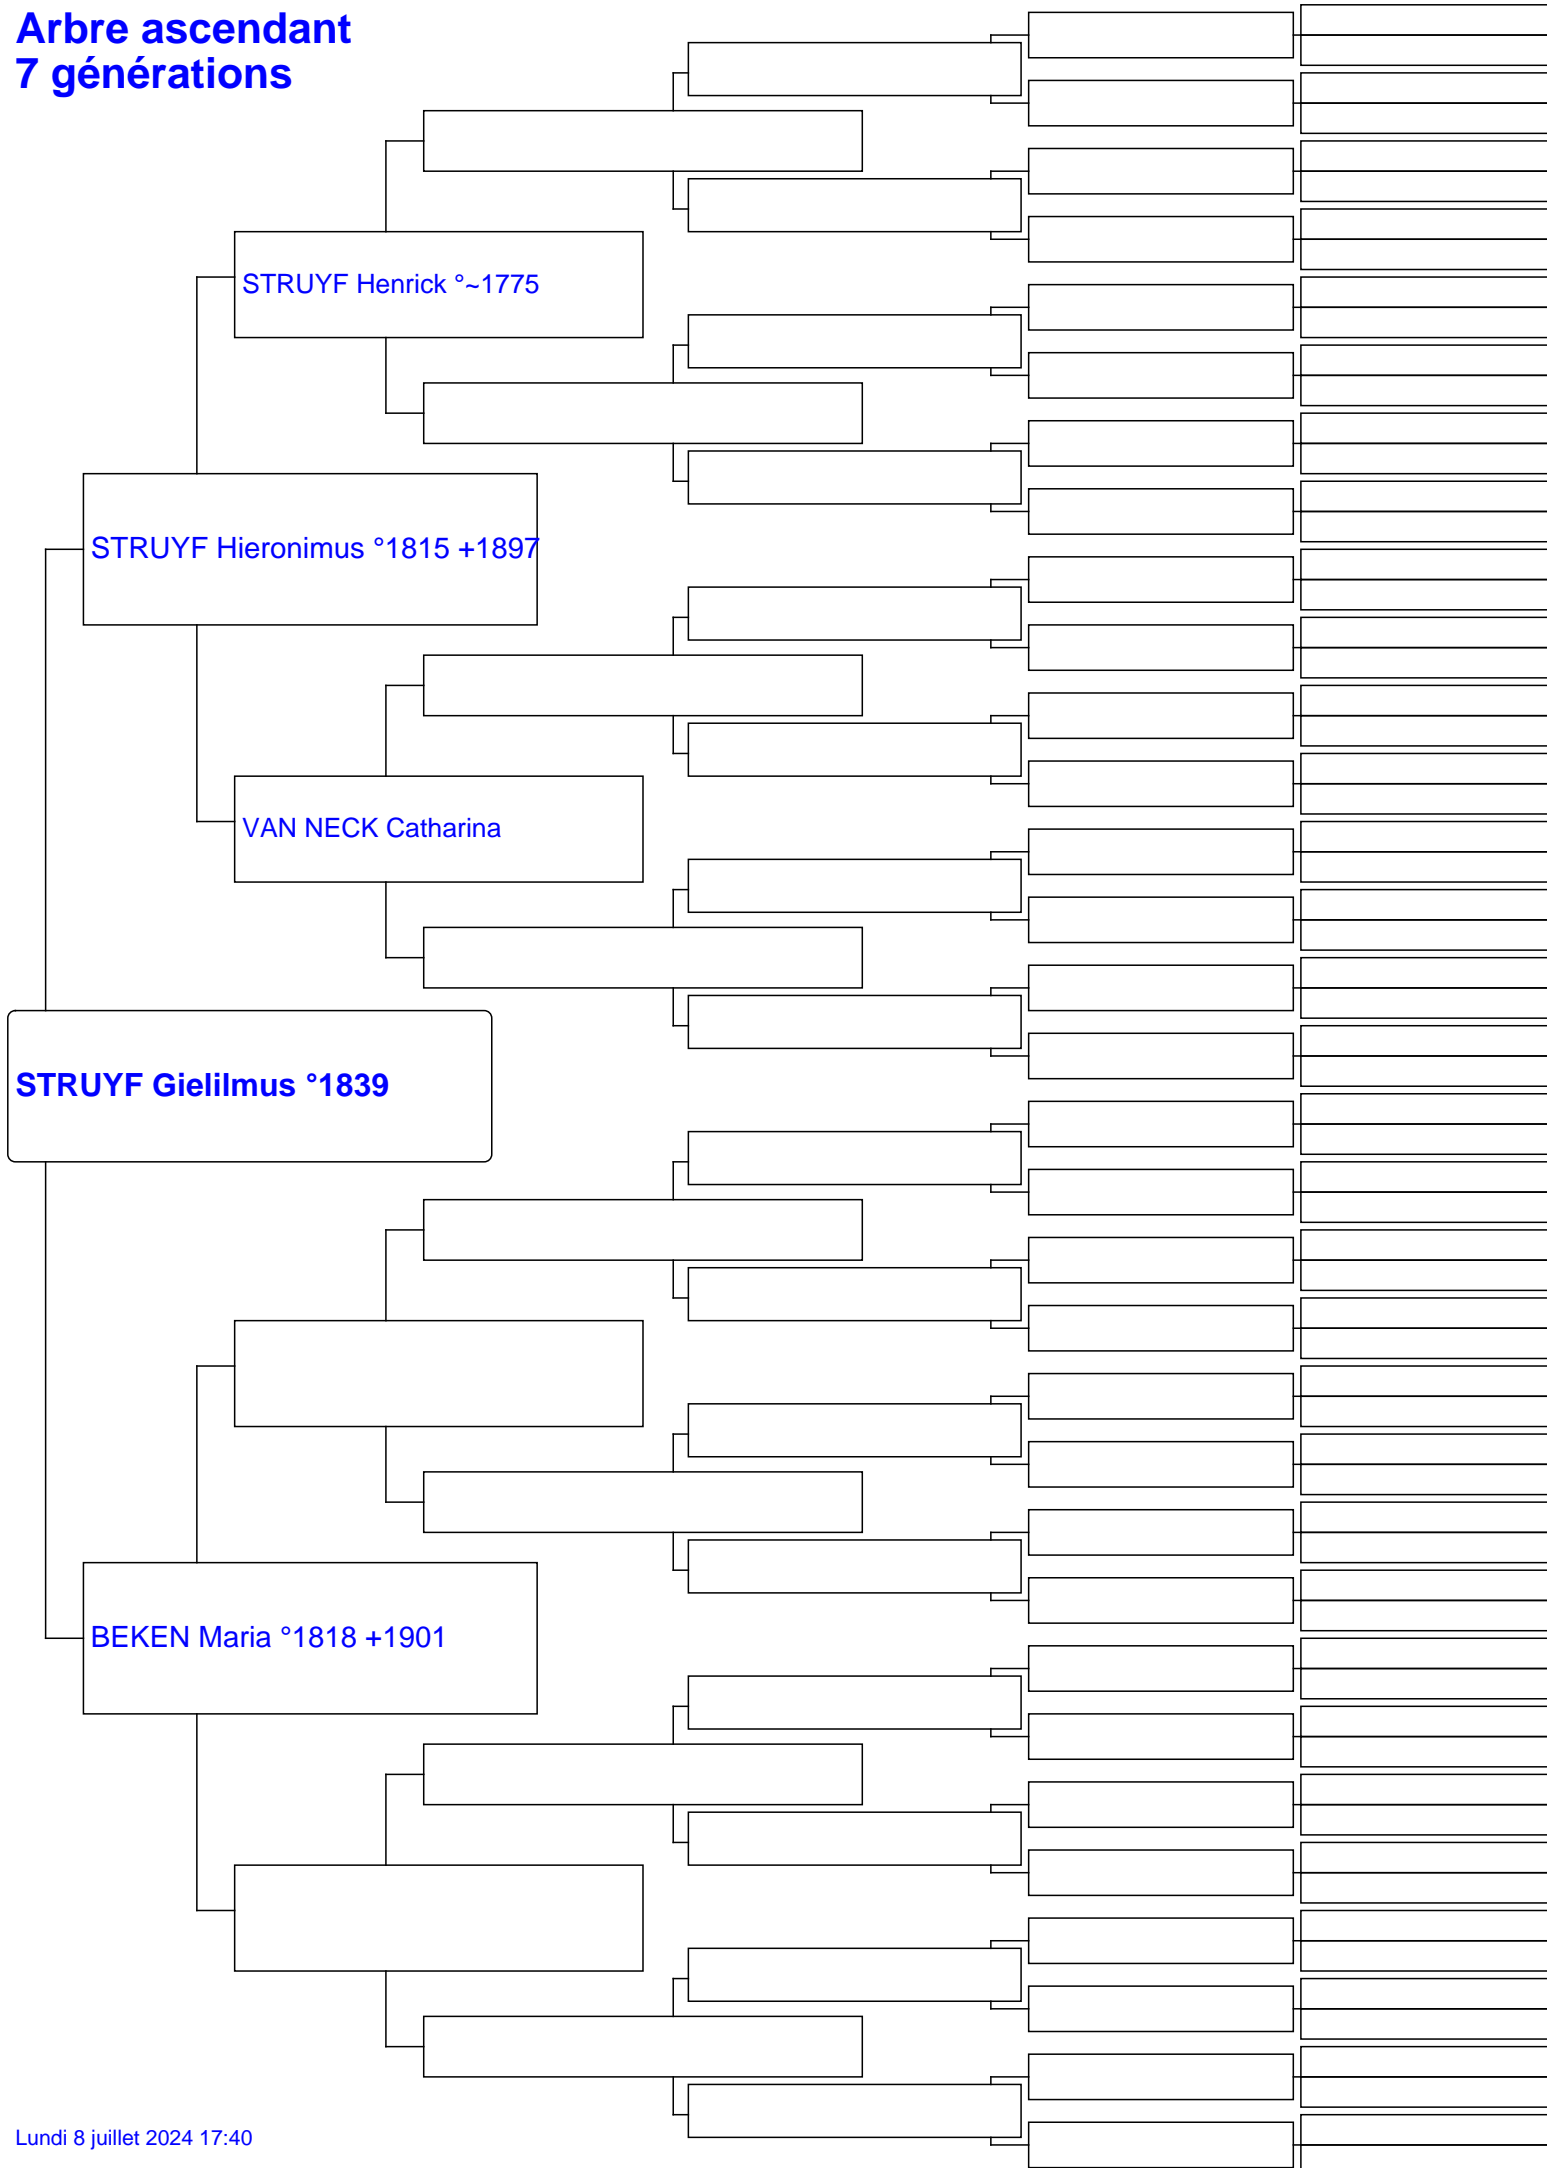 Arbre ascendant
7 générations
STRUYF Henrick °~1775
STRUYF Hieronimus °1815 +1897
VAN NECK Catharina
STRUYF Gielilmus °1839
BEKEN Maria °1818 +1901
Lundi 8 juillet 2024 17:40